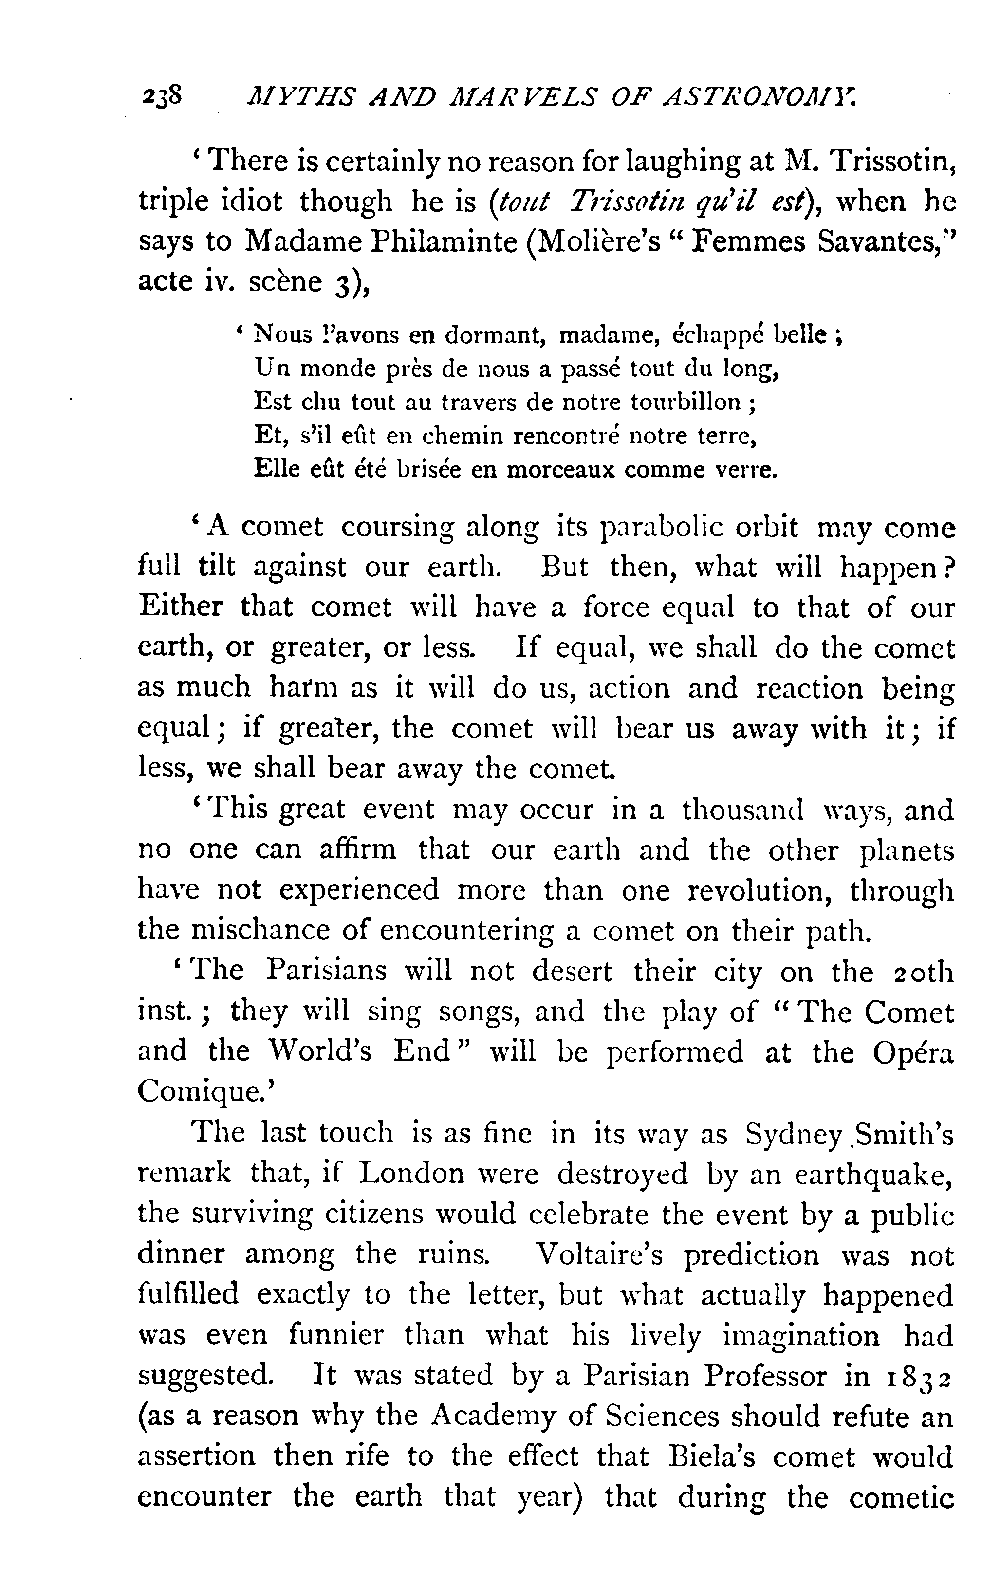 238 MYTHS AND MARVELS OF ASTRONOMY.
‘ There is certainly no reason for laughing at M. Trissotin,
triple idiot though he is (tout Trissotin qu'il est), when he
says to Madame Philaminte (Molière's “ Femmes Savantes,”
acte iv. scène 3),
‘ Nous l'avons en dormant, madame, échappé belle ;
Un monde près de nous a passé tout du long,
Est chu tout au travers de notre tourbillon ;
Et, s'il eût en chemin rencontré notre terre,
Elle eût été brisée en morceaux comme verre.
‘ A comet coursing along its parabolic orbit may come
full tilt against our earth. But then, what will happen?
Either that comet will have a force equal to that of our
earth, or greater, or less. If equal, we shall do the comet
as much harm as it will do us, action and reaction being
equal ; if greater, the comet will bear us away with it ; if
less, we shall bear away the comet.
‘ This great event may occur in a thousand ways, and
no one can affirm that our earth and the other planets
have not experienced more than one revolution, through
the mischance of encountering a comet on their path.
‘ The Parisians will not desert their city on the 20th
inst. ; they will sing songs, and the play of “ The Comet
and the World's End ” will be performed at the Opéra
Comique.’
The last touch is as fine in its way as Sydney Smith's
remark that, if London were destroyed by an earthquake,
the surviving citizens would celebrate the event by a public
dinner among the ruins. Voltaire's prediction was not
fulfilled exactly to the letter, but what actually happened
was even funnier than what his lively imagination had
suggested. It was stated by a Parisian Professor in 1832
(as a reason why the Academy of Sciences should refute an
assertion then rife to the effect that Biela's comet would
encounter the earth that year) that during the cometic